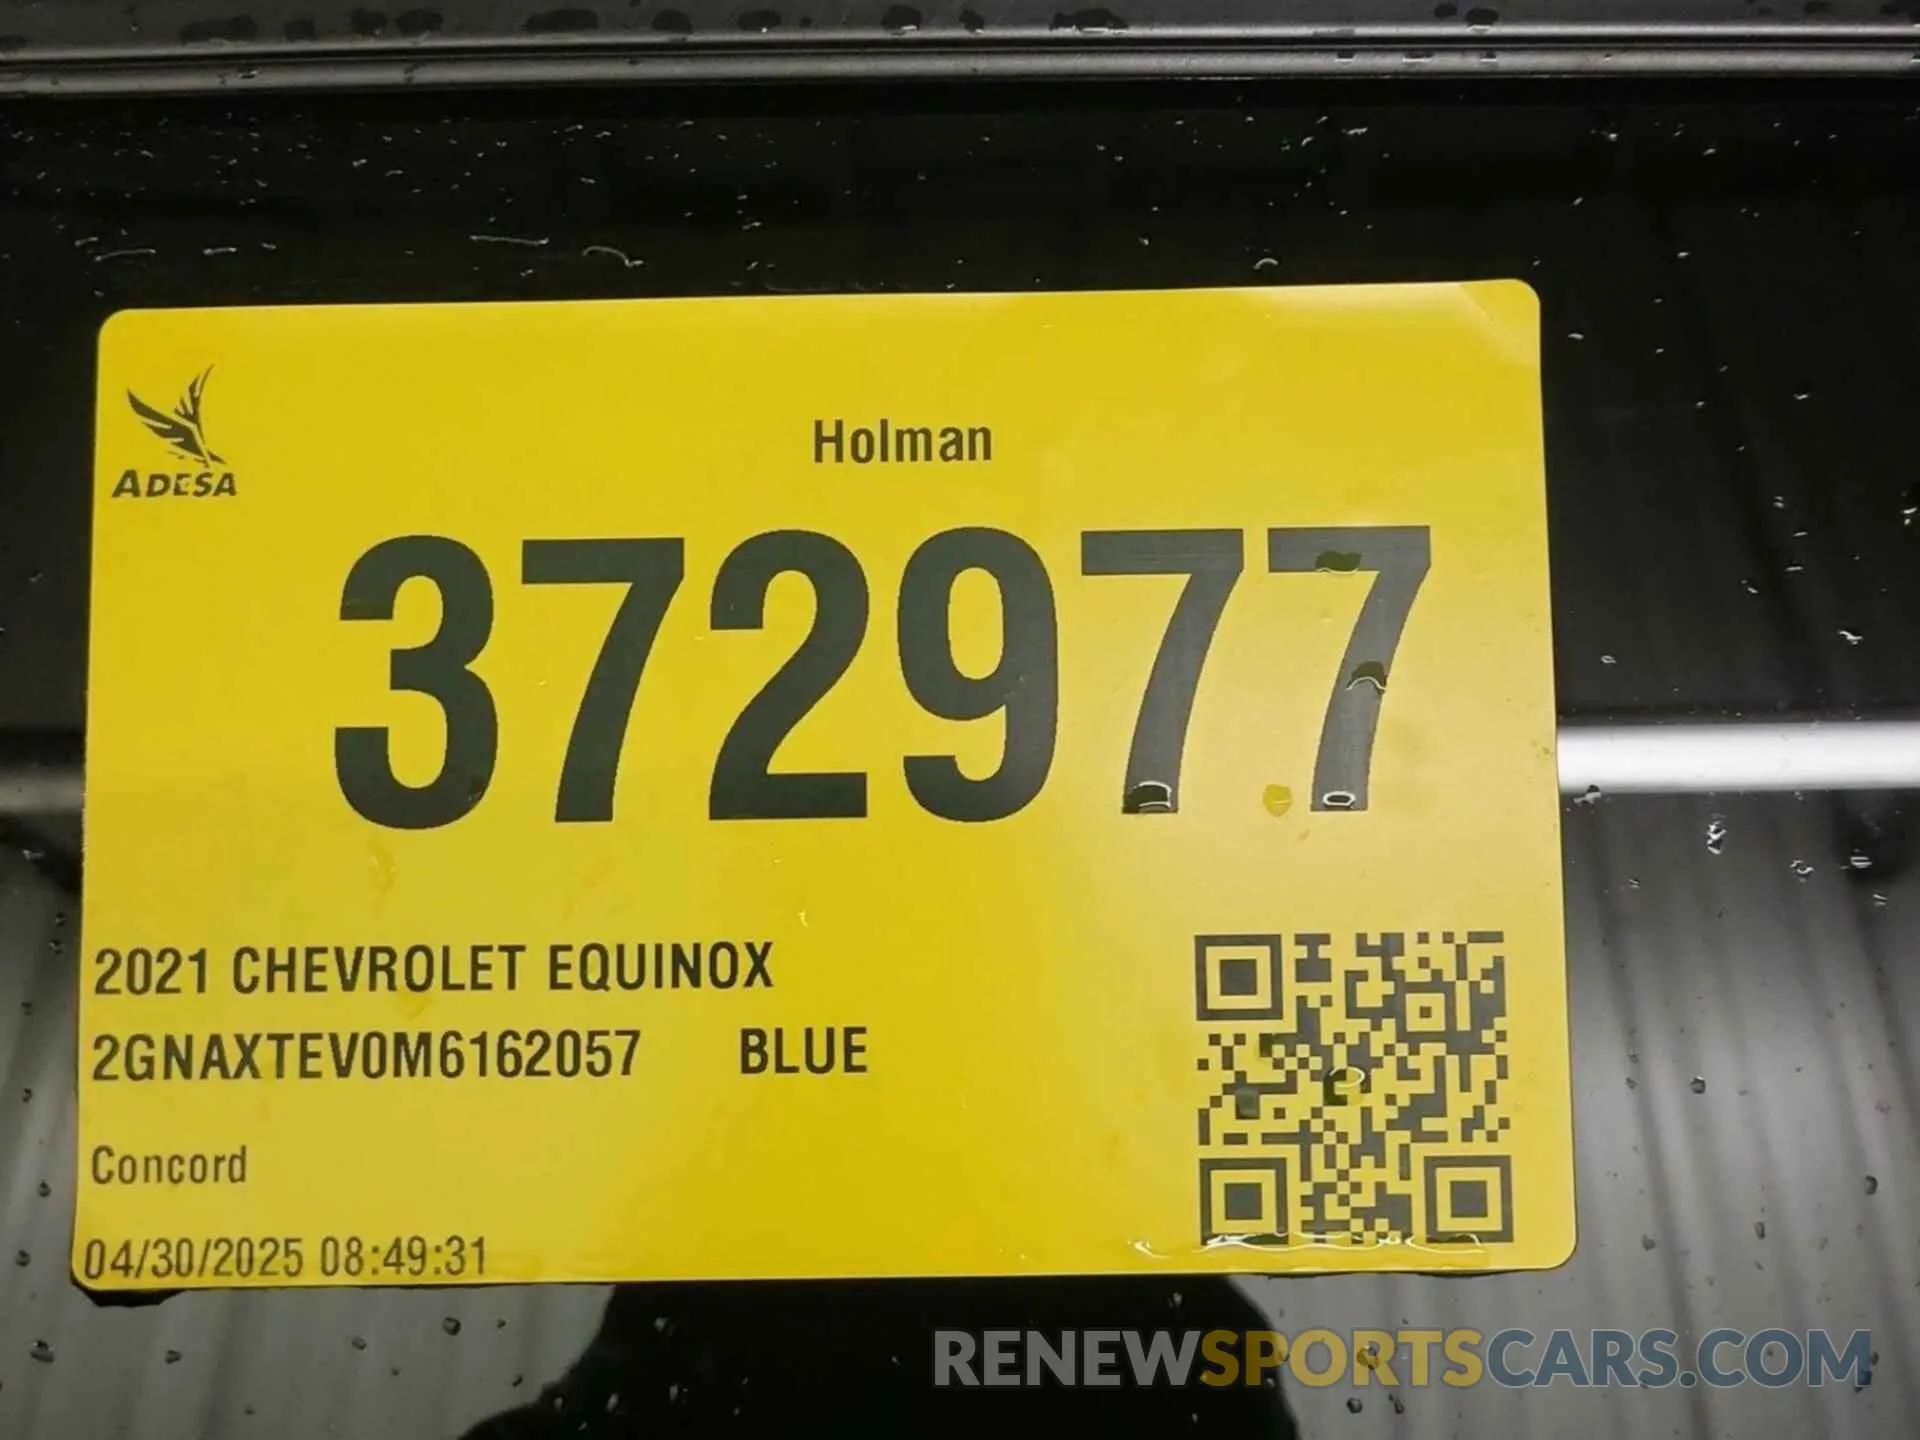 ADESA
Holman
372977
2021 CHEVROLET EQUINOX
2GNAXTEV0M6162057 BLUE
Concord
04/30/2025 08:49:31
RENEWSPORTSCARS.COM